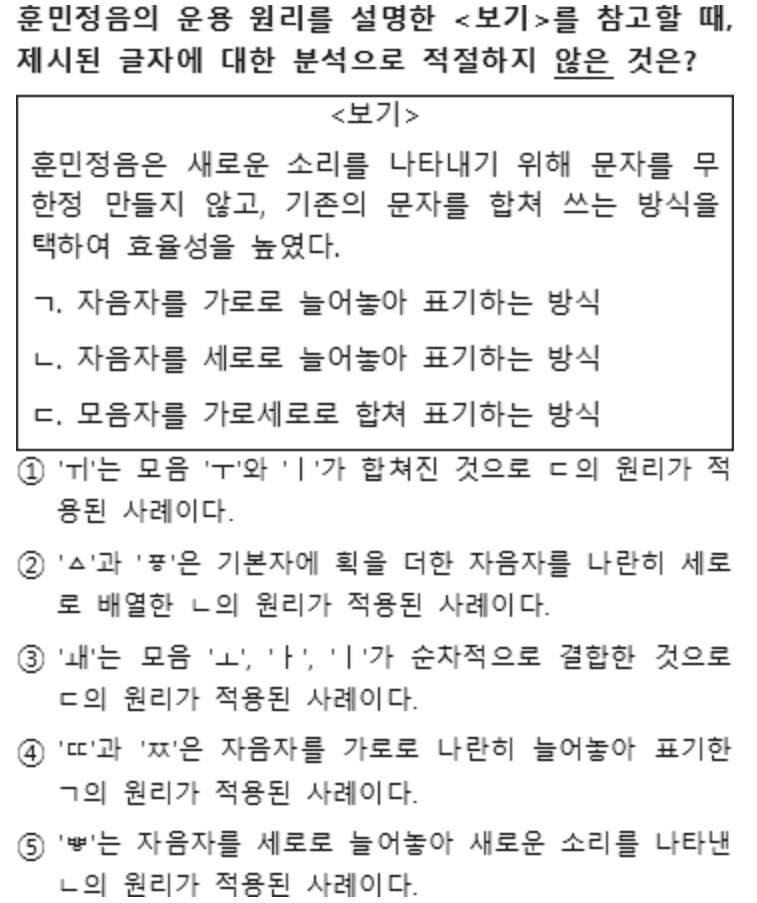 훈민정음의 운용 원리를 설명한 <보기>를 참고할 때,
제시된 글자에 대한 분석으로 적절하지 않은 것은?
<보기>
훈민정음은 새로운 소리를 나타내기 위해 문자를 무
한정 만들지 않고, 기존의 문자를 합쳐 쓰는 방식을
택하여 효율성을 높였다.
ㄱ. 자음자를 가로로 늘어놓아 표기하는 방식
ㄴ. 자음자를 세로로 늘어놓아 표기하는 방식
ㄷ. 모음자를 가로세로로 합쳐 표기하는 방식
① 'ㅟ'는 모음 'ㅜ'와 'ㅣ'가 합쳐진 것으로 ㄷ의 원리가 적
용된 사례이다.
② 'ㅿ'과 'ㆄ'은 기본자에 획을 더한 자음자를 나란히 세로
로 배열한 ㄴ의 원리가 적용된 사례이다.
③ 'ㅙ'는 모음 'ㅗ', 'ㅏ', 'ㅣ'가 순차적으로 결합한 것으로
ㄷ의 원리가 적용된 사례이다.
④ 'ㄸ'과 'ㅉ'은 자음자를 가로로 나란히 늘어놓아 표기한
ㄱ의 원리가 적용된 사례이다.
⑤ 'ㅹ'는 자음자를 세로로 늘어놓아 새로운 소리를 나타낸
ㄴ의 원리가 적용된 사례이다.